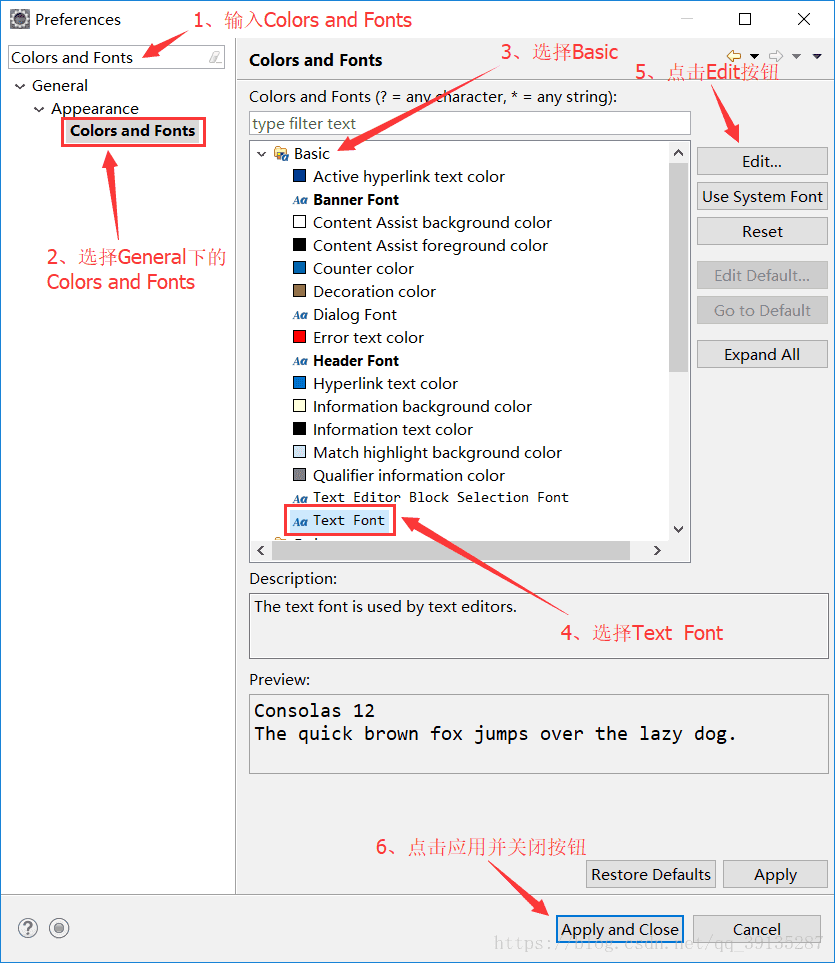 Preferences
1、输入Colors and Fonts
Colors and Fonts
General
Appearance
Colors and Fonts
2、选择General下的
Colors and Fonts
Colors and Fonts
3、选择Basic
5、点击Edit按钮
Colors and Fonts (? = any character, * = any string):
type filter text
Basic
Active hyperlink text color
Banner Font
Content Assist background color
Content Assist foreground color
Counter color
Decoration color
Dialog Font
Error text color
Header Font
Hyperlink text color
Information background color
Information text color
Match highlight background color
Qualifier information color
Text Editor Block Selection Font
Text Font
Edit...
Use System Font
Reset
Edit Default...
Go to Default
Expand All
4、选择Text Font
Description:
The text font is used by text editors.
Preview:
Consolas 12
The quick brown fox jumps over the lazy dog.
6、点击应用并关闭按钮
Restore Defaults
Apply
Apply and Close
Cancel
https://blog.csdn.net/qq_39135287